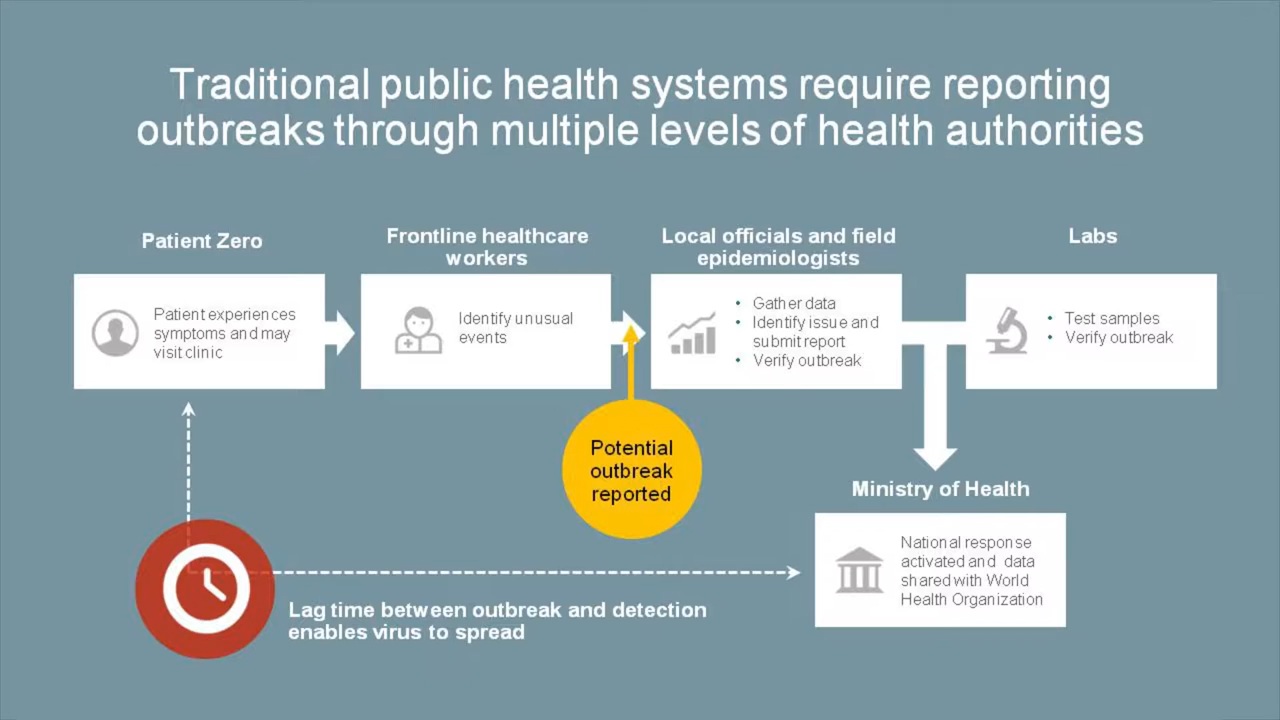 Traditional public health systems require reporting
outbreaks through multiple levels of health authorities
Patient Zero
Patient experiences
symptoms and may
visit clinic
Frontline healthcare
workers
Identify unusual
events
Local officials and field
epidemiologists
• Gather data
• Identify issue and
submit report
• Verify outbreak
Labs
• Test samples
• Verify outbreak
Potential
outbreak
reported
Ministry of Health
National response
activated and data
shared with World
Health Organization
Lag time between outbreak and detection
enables virus to spread